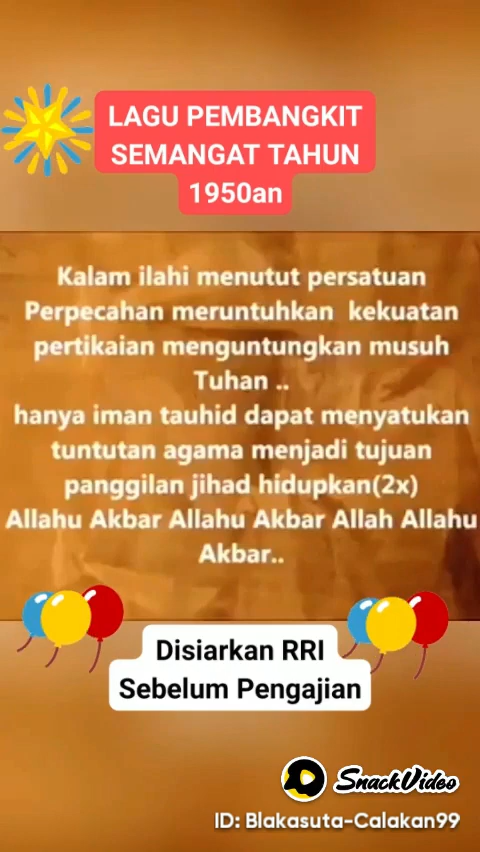 LAGU PEMBANGKIT
SEMANGAT TAHUN
1950an
Kalam ilahi menutut persatuan
Perpecahan meruntuhkan kekuatan
pertikaian menguntungkan musuh
Tuhan ..
hanya iman tauhid dapat menyatukan
tuntutan agama menjadi tujuan
panggilan jihad hidupkan(2x)
Allahu Akbar Allahu Akbar Allah Allahu
Akbar..
Disiarkan RRI
Sebelum Pengajian
SnackVideo
ID: Blakasuta-Calakan99